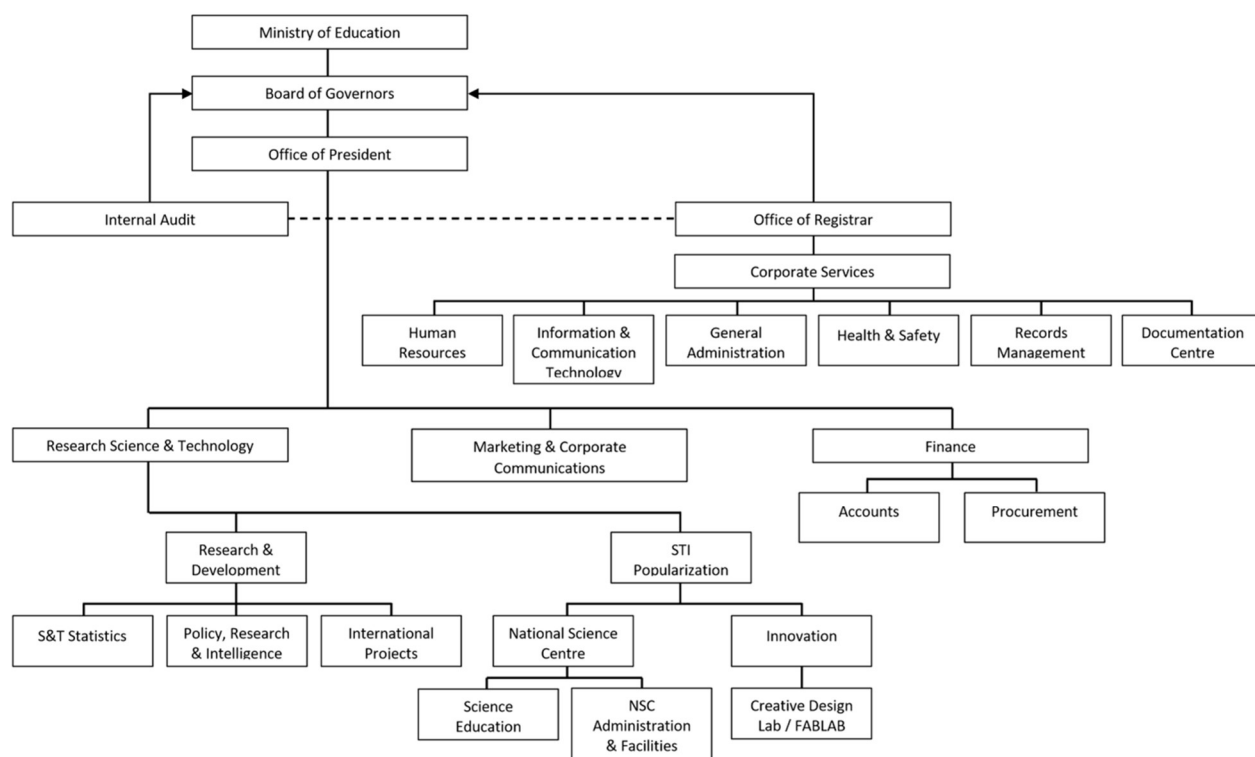 Ministry of Education
Board of Governors
Office of President
Internal Audit
Office of Registrar
Corporate Services
Human
Resources
Information &
Communication
Technology
General
Administration
Health & Safety
Records
Management
Documentation
Centre
Research Science & Technology
Marketing & Corporate
Communications
Finance
Accounts
Procurement
Research &
Development
STI
Popularization
S&T Statistics
Policy, Research
& Intelligence
International
Projects
National Science
Centre
Innovation
Science
Education
NSC
Administration
& Facilities
Creative Design
Lab / FABLAB